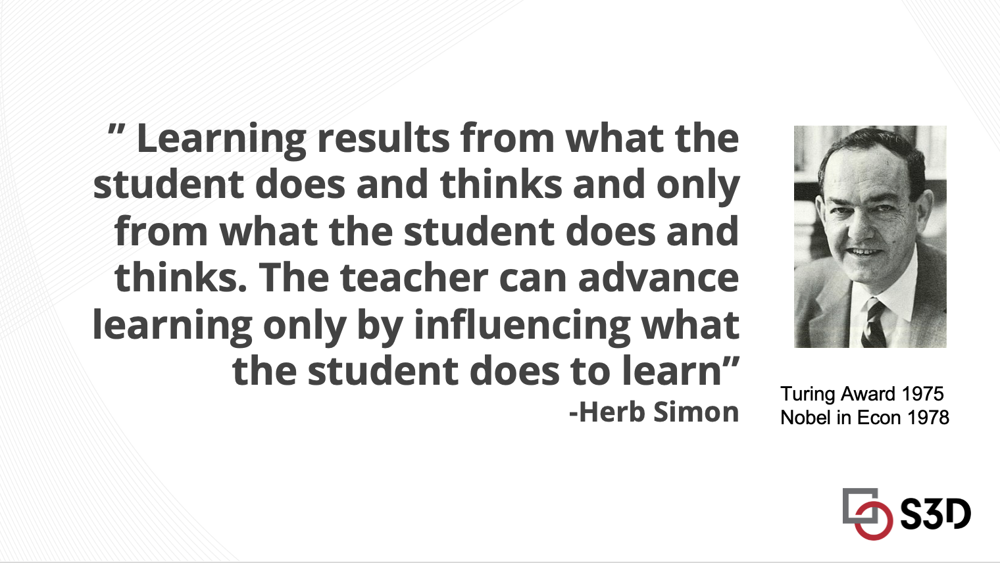 ” Learning results from what the
student does and thinks and only
from what the student does and
thinks. The teacher can advance
learning only by influencing what
the student does to learn”
-Herb Simon
Turing Award 1975
Nobel in Econ 1978
S3D